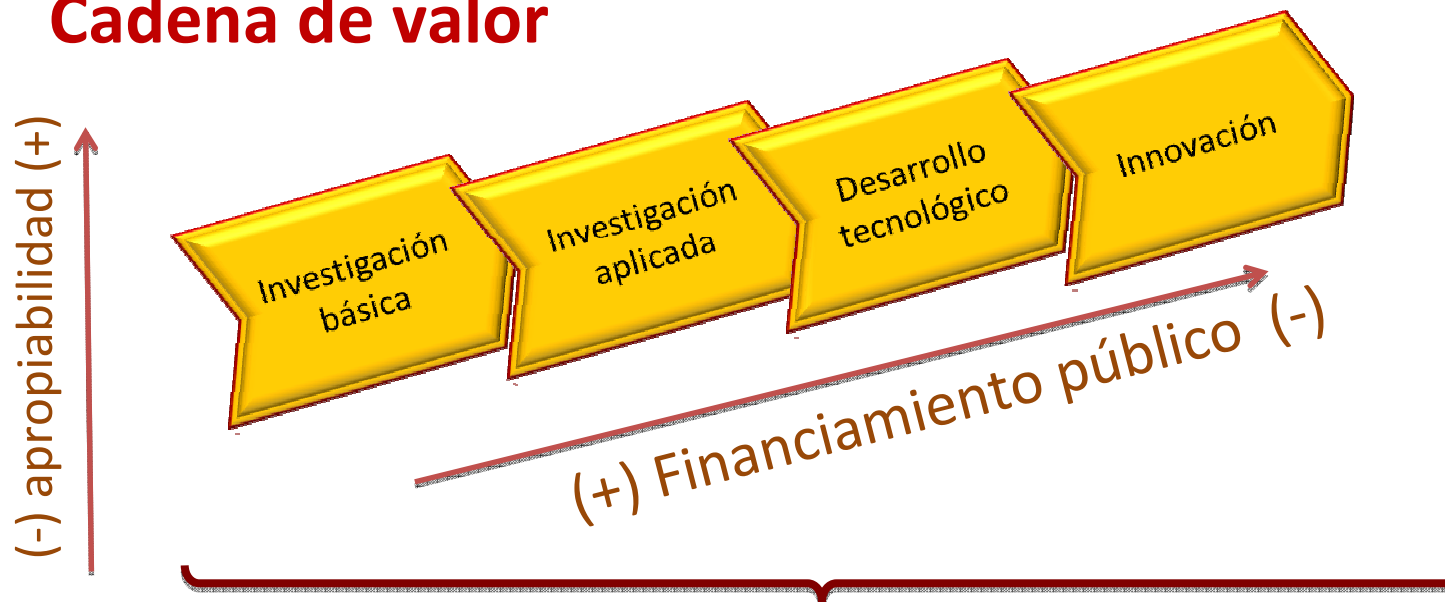 Cadena de valor
(-) apropiabilidad (+)
Investigación
básica
Investigación
aplicada
Desarrollo
tecnológico
Innovación
(+) Financiamiento público (-)